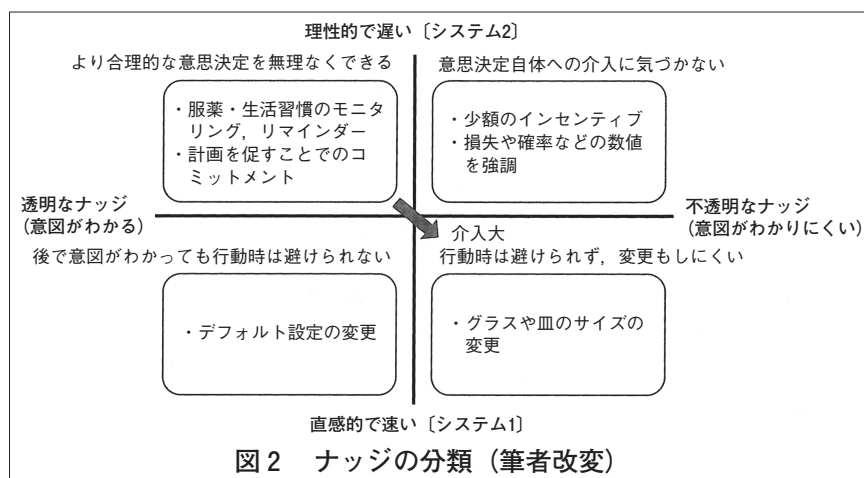 理性的で遅い〔システム2〕
より合理的な意思決定を無理なくできる
意思決定自体への介入に気づかない
・服薬・生活習慣のモニタ
リング，リマインダー
・計画を促すことでのコ
ミットメント
・少額のインセンティブ
・損失や確率などの数値
を強調
透明なナッジ
(意図がわかる)
不透明なナッジ
(意図がわかりにくい)
介入大
後で意図がわかっても行動時は避けられない
行動時は避けられず，変更もしにくい
・デフォルト設定の変更
・グラスや皿のサイズの
変更
直感的で速い〔システム1〕
図2 ナッジの分類（筆者改変）